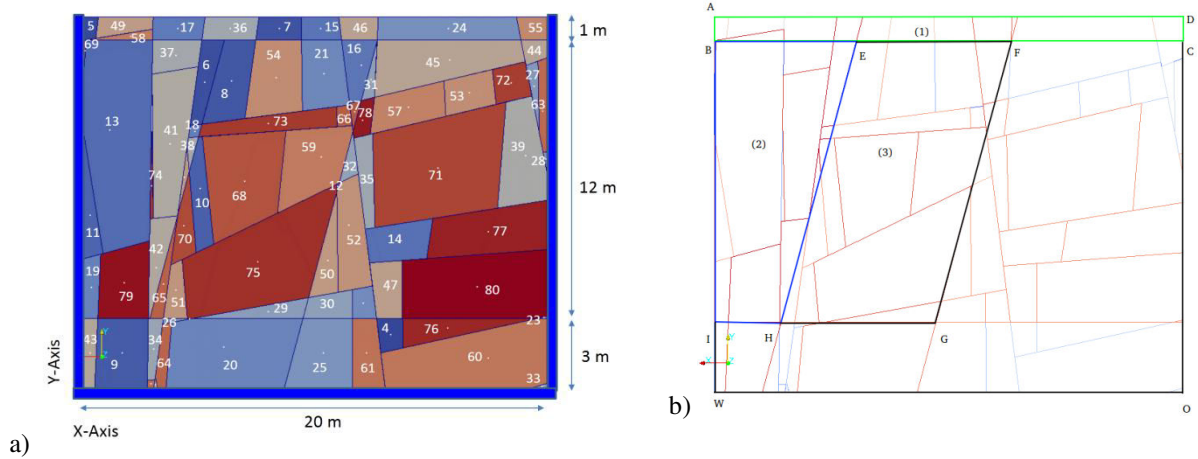 5 49 58 17 36 7 15 46 24 55
69 37 6 54 21 16 45 44
8 31 72 27
13 67 57 53 63
18 73 66 78
41 38 59 39
74 32 28
68 12 35 71
10
11 70 52 14 77
42
19 75 50
79 65 51 47 80
29 30
26 4 76 23
43 34
9 64 20 25 61 60
33
Y
Y-Axis
X-Axis
20 m
1 m
12 m
3 m
a)
A
D
(1)
B
E
F
C
(2)
(3)
I
H
G
Y
X
Z
W
O
b)